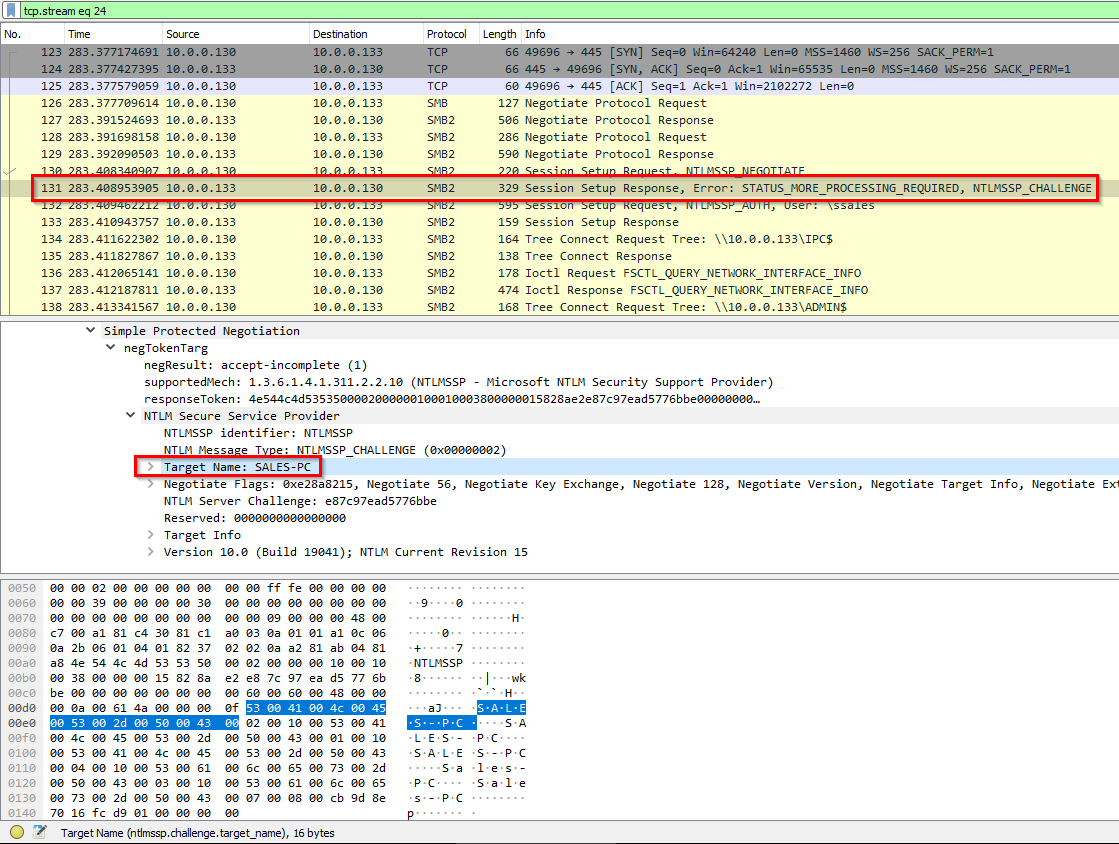 tcp.stream eq 24
No. Time Source Destination Protocol Length Info
123 283.377174691 10.0.0.130 10.0.0.133 TCP 66 49696 → 445 [SYN] Seq=0 Win=64240 Len=0 MSS=1460 WS=256 SACK_PERM=1
124 283.377427395 10.0.0.133 10.0.0.130 TCP 66 445 → 49696 [SYN, ACK] Seq=0 Ack=1 Win=65535 Len=0 MSS=1460 WS=256 SACK_PERM=1
125 283.377579059 10.0.0.130 10.0.0.133 TCP 60 49696 → 445 [ACK] Seq=1 Ack=1 Win=2102272 Len=0
126 283.377709614 10.0.0.130 10.0.0.133 SMB 127 Negotiate Protocol Request
127 283.391524693 10.0.0.133 10.0.0.130 SMB2 506 Negotiate Protocol Response
128 283.391698158 10.0.0.130 10.0.0.133 SMB2 286 Negotiate Protocol Request
129 283.392090503 10.0.0.133 10.0.0.130 SMB2 590 Negotiate Protocol Response
130 283.408340907 10.0.0.130 10.0.0.133 SMB2 220 Session Setup Request, NTLMSSP_NEGOTIATE
131 283.408953905 10.0.0.133 10.0.0.130 SMB2 329 Session Setup Response, Error: STATUS_MORE_PROCESSING_REQUIRED, NTLMSSP_CHALLENGE
132 283.409462212 10.0.0.130 10.0.0.133 SMB2 595 Session Setup Request, NTLMSSP_AUTH, User: \ssales
133 283.410943757 10.0.0.133 10.0.0.130 SMB2 159 Session Setup Response
134 283.411622302 10.0.0.130 10.0.0.133 SMB2 164 Tree Connect Request Tree: \\10.0.0.133\IPC$
135 283.411827867 10.0.0.133 10.0.0.130 SMB2 138 Tree Connect Response
136 283.412065141 10.0.0.130 10.0.0.133 SMB2 178 Ioctl Request FSCTL_QUERY_NETWORK_INTERFACE_INFO
137 283.412187811 10.0.0.133 10.0.0.130 SMB2 474 Ioctl Response FSCTL_QUERY_NETWORK_INTERFACE_INFO
138 283.413341567 10.0.0.130 10.0.0.133 SMB2 168 Tree Connect Request Tree: \\10.0.0.133\ADMIN$
Simple Protected Negotiation
negTokenTarg
negResult: accept-incomplete (1)
supportedMech: 1.3.6.1.4.1.311.2.2.10 (NTLMSSP - Microsoft NTLM Security Support Provider)
responseToken: 4e544c4d5353500002000000100010003800000015828ae2e87c97ead5776bbe00000000…
NTLM Secure Service Provider
NTLMSSP identifier: NTLMSSP
NTLM Message Type: NTLMSSP_CHALLENGE (0x00000002)
Target Name: SALES-PC
Negotiate Flags: 0xe28a8215, Negotiate 56, Negotiate Key Exchange, Negotiate 128, Negotiate Version, Negotiate Target Info, Negotiate Ext
NTLM Server Challenge: e87c97ead5776bbe
Reserved: 0000000000000000
Target Info
Version 10.0 (Build 19041); NTLM Current Revision 15
0050 00 00 02 00 00 00 00 00 00 00 ff fe 00 00 00 00 ········ ········
0060 00 00 39 00 00 00 00 30 00 00 00 00 00 00 00 00 ··9····0 ········
0070 00 00 00 00 00 00 00 00 00 00 09 00 00 00 48 00 ········ ······H·
0080 c7 00 a1 81 c4 30 81 c1 a0 03 0a 01 01 a1 0c 06 ·····0·· ········
0090 0a 2b 06 01 04 01 82 37 02 02 0a a2 81 ab 04 81 ·+·····7 ········
00a0 a8 4e 54 4c 4d 53 53 50 00 02 00 00 00 10 00 10 ·NTLMSSP ········
00b0 00 38 00 00 00 15 82 8a e2 e8 7c 97 ea d5 77 6b ·8······ ··|···wk
00c0 be 00 00 00 00 00 00 00 00 60 00 60 00 48 00 00 ········ ·`·`·H··
00d0 00 0a 00 61 4a 00 00 00 0f 53 00 41 00 4c 00 45 ···aJ··· ·S·A·L·E
00e0 00 53 00 2d 00 50 00 43 00 02 00 10 00 53 00 41 ·S·-·P·C ·····S·A
00f0 00 4c 00 45 00 53 00 2d 00 50 00 43 00 01 00 10 ·L·E·S·- ·P·C····
0100 00 53 00 41 00 4c 00 45 00 53 00 2d 00 50 00 43 ·S·A·L·E ·S·-·P·C
0110 00 04 00 10 00 53 00 61 00 6c 00 65 00 73 00 2d ·····S·a ·l·e·s·-
0120 00 50 00 43 00 03 00 10 00 53 00 61 00 6c 00 65 ·P·C···· ·S·a·l·e
0130 00 73 00 2d 00 50 00 43 00 07 00 08 00 cb 9d 8e ·s·-·P·C ········
0140 70 16 fc d9 01 00 00 00 00 p······· ·
Target Name (ntlmssp.challenge.target_name), 16 bytes